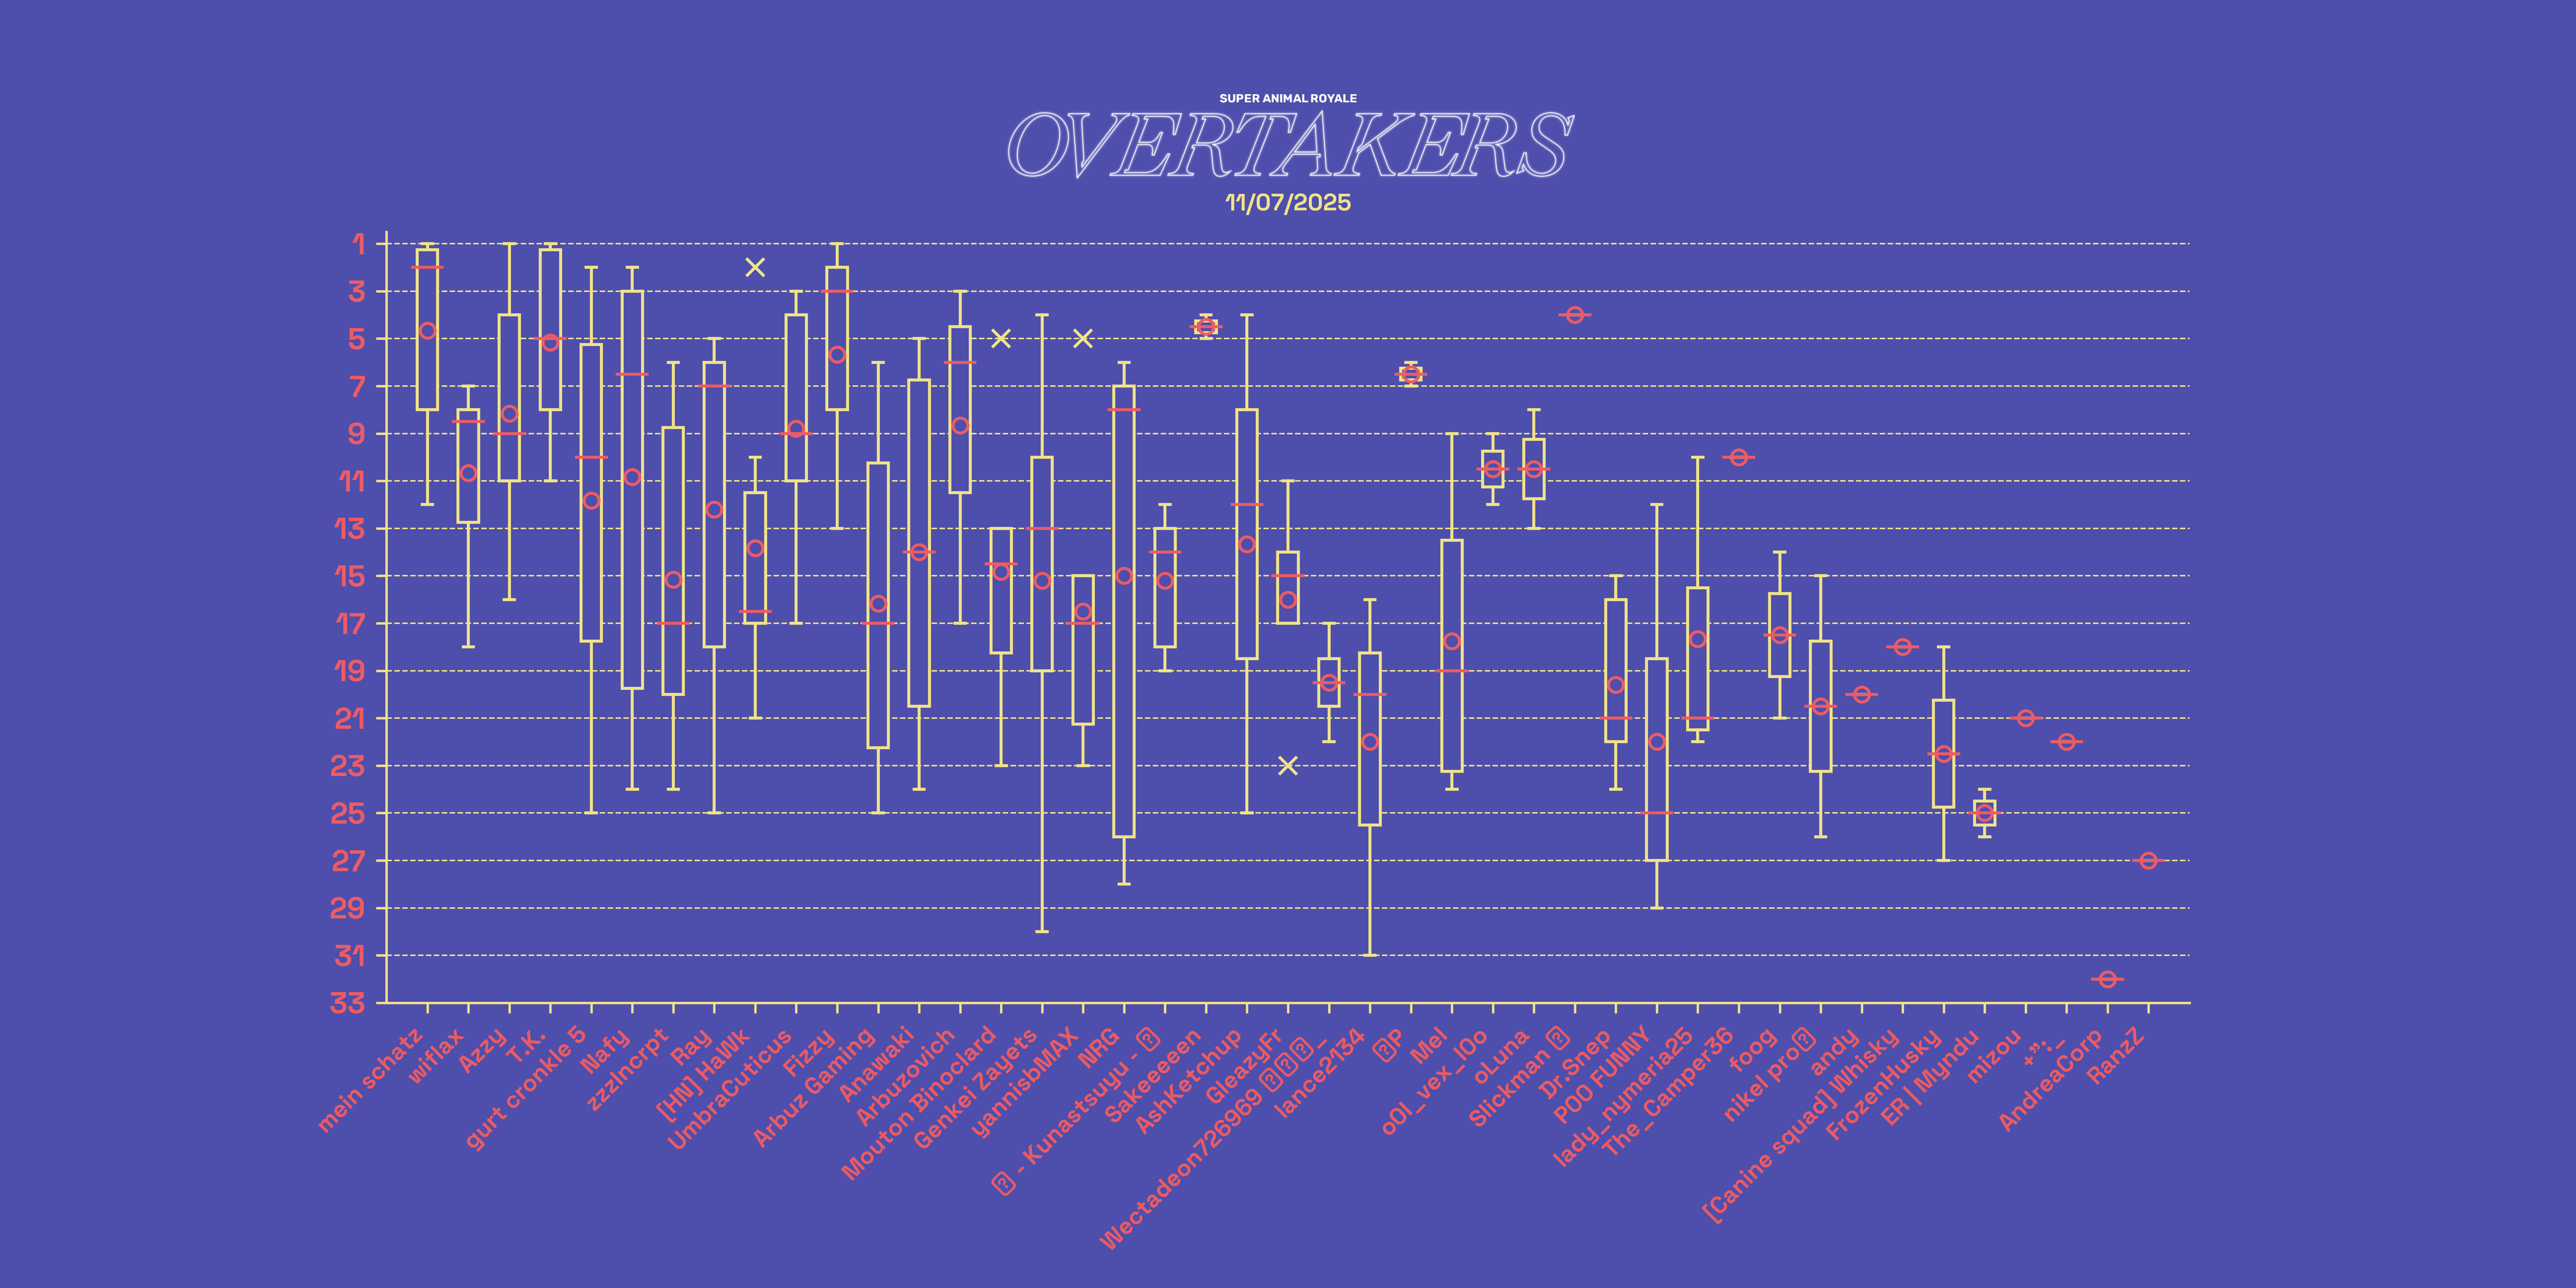 SUPER ANIMAL ROYALE
OVERTAKERS
11/07/2025
1
3
5
7
9
11
13
15
17
19
21
23
25
27
29
31
33
mein schatz
wiflax
Azzy
T.K.
gurt cronkle 5
Nafy
zzzIncrpt
Ray
[HN] HaWk
UmbraCuticus
Fizzy
Arbuz Gaming
Anawaki
Arbuzovich
Mouton Binoclard
Genkei Zayets
yannisbMAX
NRG
- Kunastsuyu -
Sakeeeeen
AshKetchup
GleazyFr
Wectadeon726969 _
lance2134
P
Mel
oOl_vex_lOo
oLuna
Slickman
Dr.Snep
POO FUNNY
lady_nymeria25
The_Camper36
foog
nikel pro
andy
[Canine squad] Whisky
FrozenHusky
ER | Myndu
mizou
+”:._
AndreaCorp
RanzZ